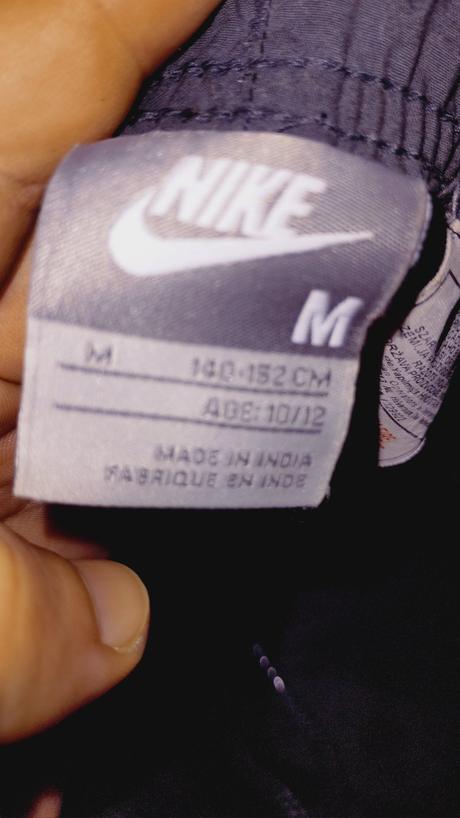 NIKE
M
M 140-152 CM
AGE: 10/12
MADE IN INDIA
FABRIQUE EN INDE